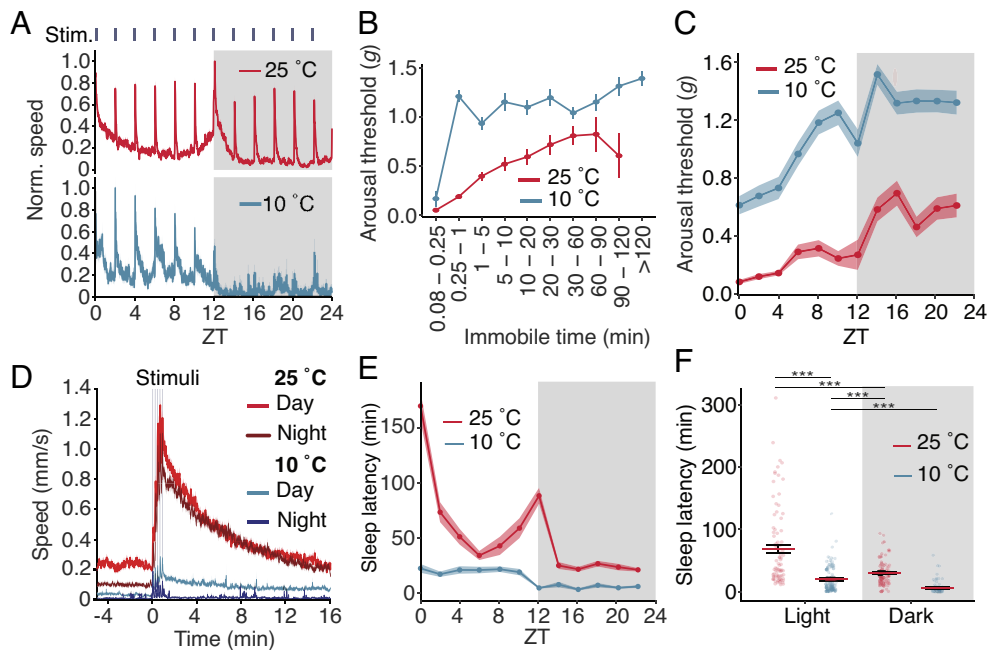 A
Stim.
1.0
0.8
0.6
0.4
0.2
0
25 ˚C
1.0
0.8
0.6
0.4
0.2
0
10 ˚C
Norm. speed
0 4 8 12 16 20 24
ZT
B
Arousal threshold (g)
1.5
1.0
0.5
0.0
25 ˚C
10 ˚C
0.08 – 0.25
0.25 – 1
1 – 5
5 – 10
10 – 20
20 – 30
30 – 60
60 – 90
90 – 120
>120
Immobile time (min)
C
Arousal threshold (g)
1.6
1.2
0.8
0.4
0.0
25 ˚C
10 ˚C
0 4 8 12 16 20 24
ZT
D
Stimuli
Speed (mm/s)
1.4
1.2
1.0
0.8
0.6
0.4
0.2
0
25 ˚C
Day
Night
10 ˚C
Day
Night
-4 0 4 8 12 16
Time (min)
E
Sleep latency (min)
150
100
50
0
25 ˚C
10 ˚C
0 4 8 12 16 20 24
ZT
F
Sleep latency (min)
300
200
100
0
***
***
***
***
25 ˚C
10 ˚C
Light Dark